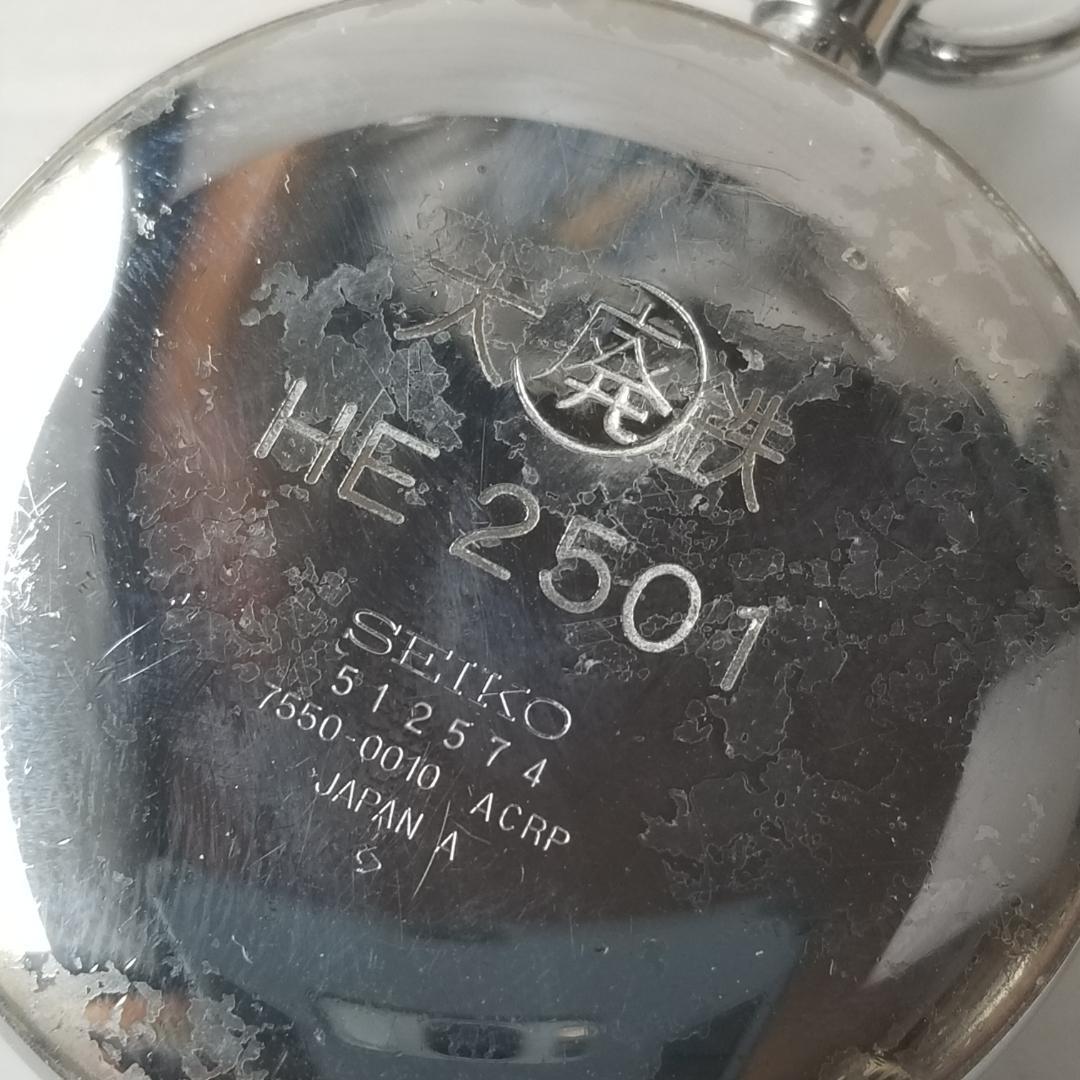 大廃鉄
HE 2501
SEIKO
512574
7550-0010 ACRP
JAPAN A
S